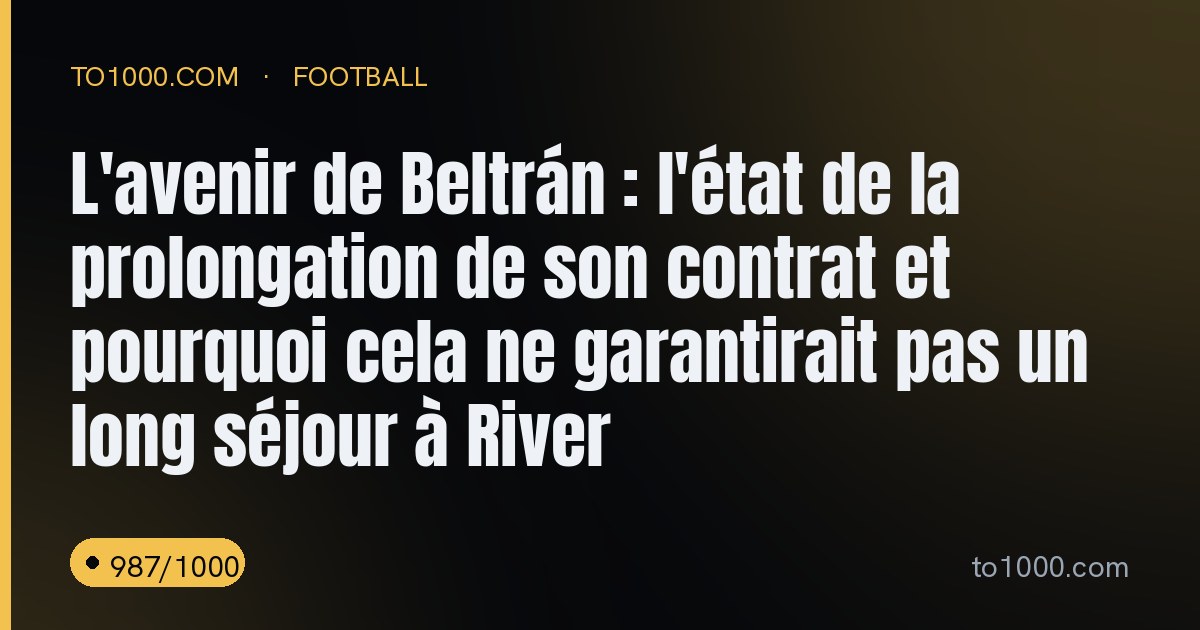 TO1000.COM · FOOTBALL
L'avenir de Beltrán : l'état de la
prolongation de son contrat et
pourquoi cela ne garantirait pas un
long séjour à River
987/1000
to1000.com